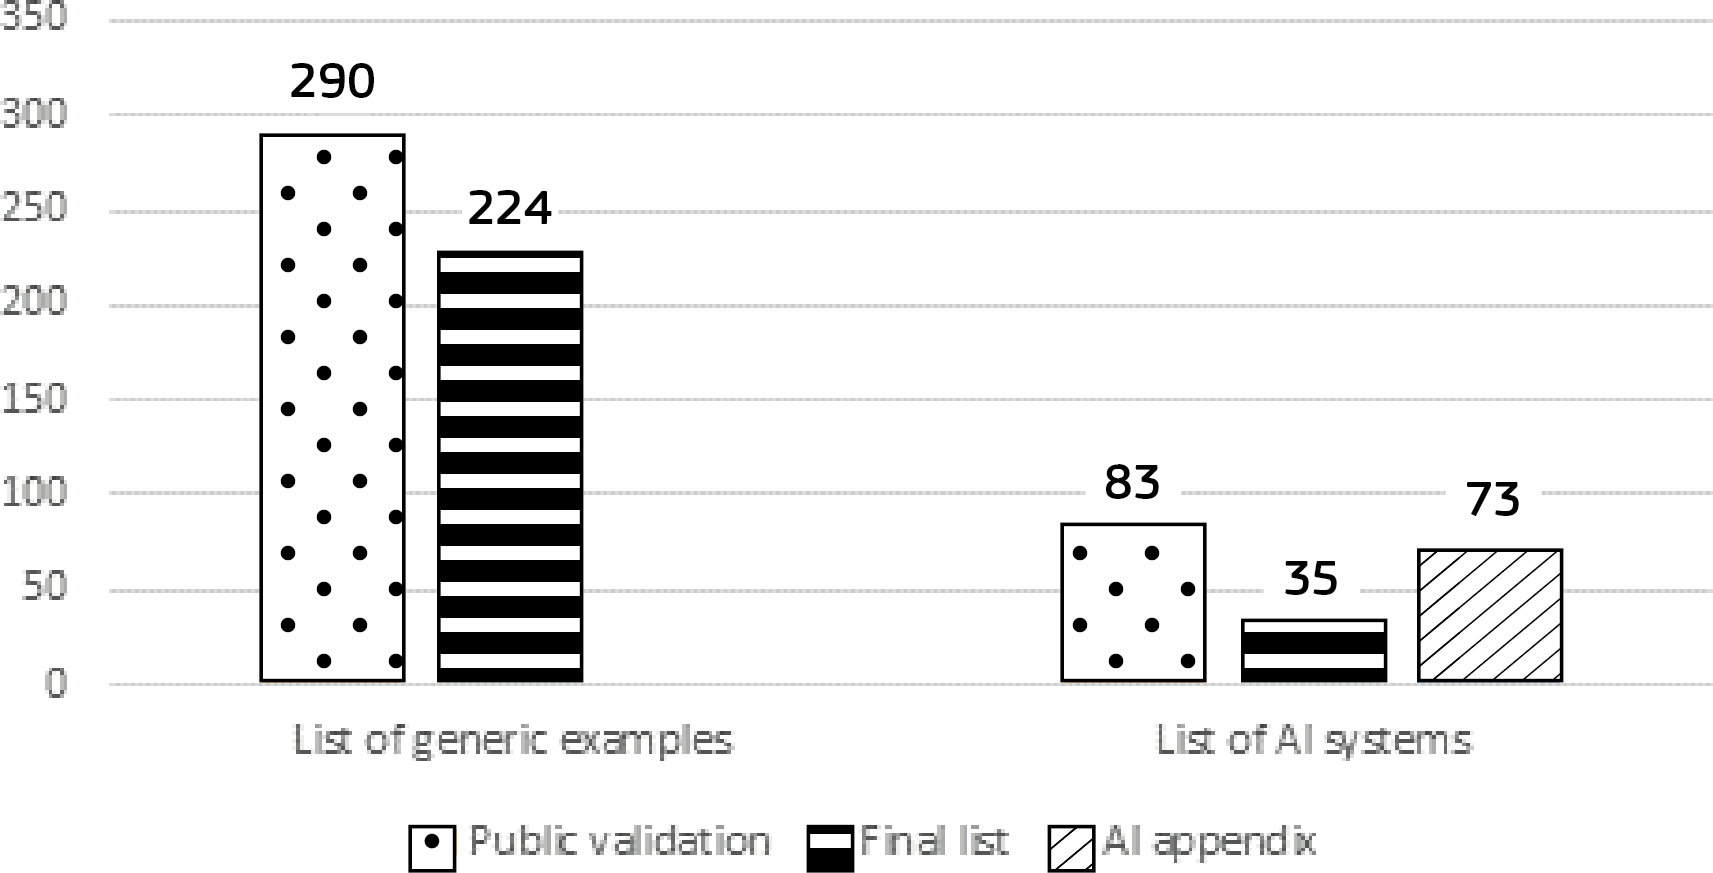 350
290
300
224
250
200
150
100
83
73
50
35
0
List of generic examples
List of AI systems
Public validation
Final list
AI appendix